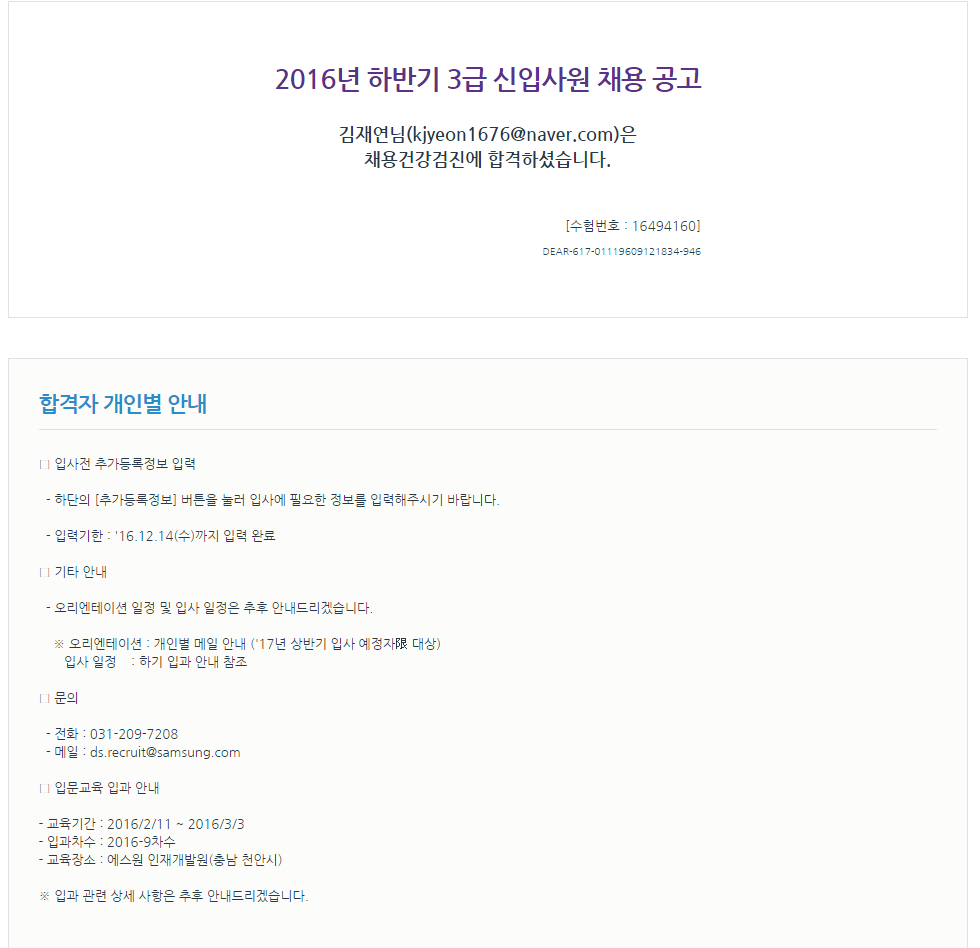 2016년 하반기 3급 신입사원 채용 공고
김재연님(kjyeon1676@naver.com)은
채용건강검진에 합격하셨습니다.
[수험번호 : 16494160]
DEAR-617-01119609121834-946
합격자 개인별 안내
□ 입사전 추가등록정보 입력
- 하단의 [추가등록정보] 버튼을 눌러 입사에 필요한 정보를 입력해주시기 바랍니다.
- 입력기한 : '16.12.14(수)까지 입력 완료
□ 기타 안내
- 오리엔테이션 일정 및 입사 일정은 추후 안내드리겠습니다.
※ 오리엔테이션 : 개인별 메일 안내 ('17년 상반기 입사 예정자限 대상)
입사 일정 : 하기 입과 안내 참조
□ 문의
- 전화 : 031-209-7208
- 메일 : ds.recruit@samsung.com
□ 입문교육 입과 안내
- 교육기간 : 2016/2/11 ~ 2016/3/3
- 입과차수 : 2016-9차수
- 교육장소 : 에스원 인재개발원(충남 천안시)
※ 입과 관련 상세 사항은 추후 안내드리겠습니다.